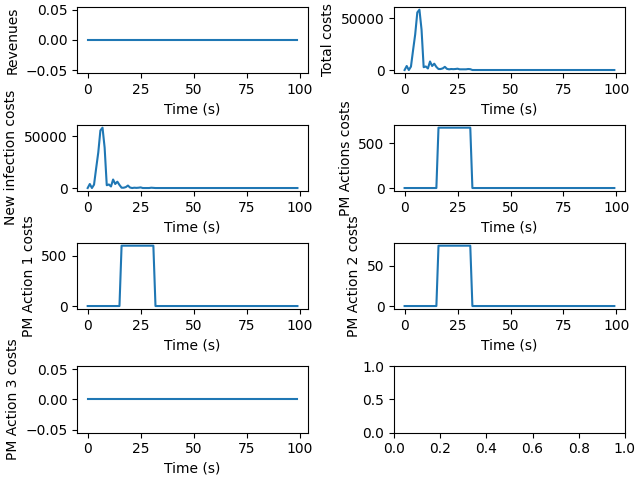 Revenues
0.05
0.00
−0.05
0 25 50 75 100
Time (s)
Total costs
50000
0
0 25 50 75 100
Time (s)
New infection costs
50000
0
0 25 50 75 100
Time (s)
PM Actions costs
500
0
0 25 50 75 100
Time (s)
PM Action 1 costs
500
0
0 25 50 75 100
Time (s)
PM Action 2 costs
50
0
0 25 50 75 100
Time (s)
PM Action 3 costs
0.05
0.00
−0.05
0 25 50 75 100
Time (s)
1.0
0.5
0.0
0.0 0.2 0.4 0.6 0.8 1.0